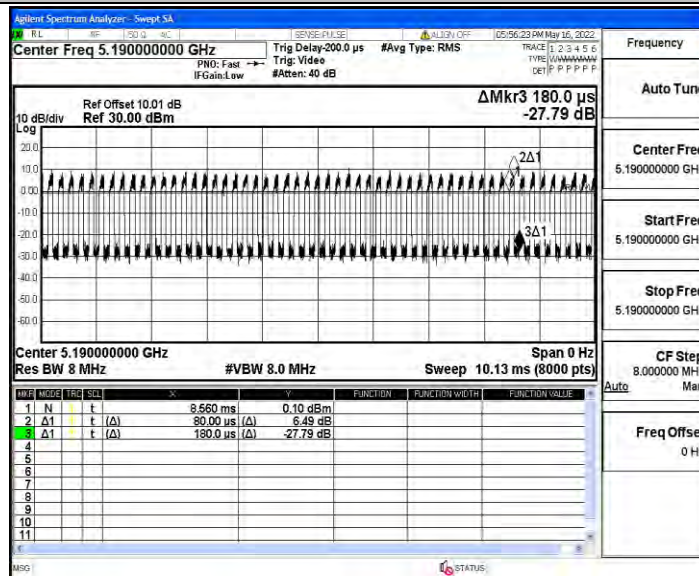 Agilent Spectrum Analyzer - Swept SA
RL RF 50 Ω AC SENSE:PULSE ALIGN OFF 05:56:23 PM May 16, 2022
Center Freq 5.190000000 GHz
PNO: Fast
IFGain:Low
Trig Delay-200.0 µs
Trig: Video
#Atten: 40 dB
#Avg Type: RMS
TRACE 1 2 3 4 5 6
TYPE WWWWWW
DET P P P P P P
Frequency
Ref Offset 10.01 dB
10 dB/div Ref 30.00 dBm
Log
ΔMkr3 180.0 µs
-27.79 dB
20.0
10.0
0.00
-10.0
-20.0
-30.0
-40.0
-50.0
-60.0
2Δ1
1
3Δ1
Center 5.190000000 GHz
Span 0 Hz
Res BW 8 MHz
#VBW 8.0 MHz
Sweep 10.13 ms (8000 pts)
MKR MODE TRC SCL X Y FUNCTION FUNCTION WIDTH FUNCTION VALUE
1 N t 8.560 ms 0.10 dBm
2 Δ1 t (Δ) 80.00 µs (Δ) 6.49 dB
3 Δ1 t (Δ) 180.0 µs (Δ) -27.79 dB
4
5
6
7
8
9
10
11
MSG
STATUS
Auto Tun
Center Fre
5.190000000 GH
Start Fre
5.190000000 GH
Stop Fre
5.190000000 GH
CF Step
8.000000 MH
Auto Ma
Freq Offse
0 H